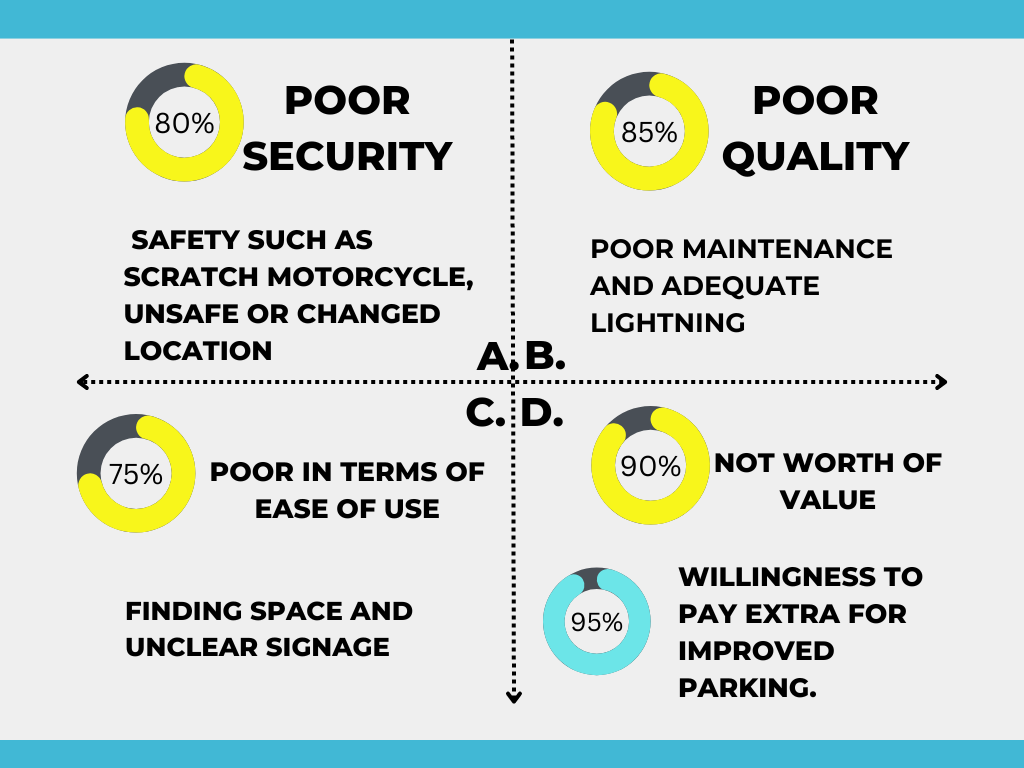 80%
POOR
SECURITY
SAFETY SUCH AS
SCRATCH MOTORCYCLE,
UNSAFE OR CHANGED
LOCATION
A.
85%
POOR
QUALITY
POOR MAINTENANCE
AND ADEQUATE
LIGHTNING
B.
C.
75%
POOR IN TERMS OF
EASE OF USE
FINDING SPACE AND
UNCLEAR SIGNAGE
D.
90%
NOT WORTH OF
VALUE
95%
WILLINGNESS TO
PAY EXTRA FOR
IMPROVED
PARKING.